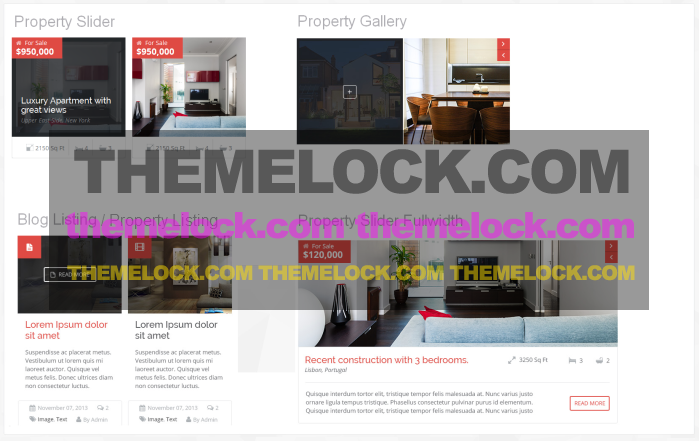 Property Slider
For Sale
$950,000
Luxury Apartment with
great views
Upper East Side, New York
2150 Sq Ft 4 3
For Sale
$950,000
2150 Sq Ft 4 3
Property Gallery
+
THEMELOCK.COM
Blog Listing / Property Listing
themelock.com themelock.com
THEMELOCK.COM THEMELOCK.COM THEMELOCK.COM
READ MORE
Lorem Ipsum dolor
sit amet
Suspendisse ac placerat metus.
Vestibulum ut lorem quis mi
laoreet auctor. Quisque vel
metus felis. Donec ultrices diam
non consectetur luctus.
November 07, 2013 2
Image, Text By Admin
Lorem Ipsum dolor
sit amet
Suspendisse ac placerat metus.
Vestibulum ut lorem quis mi
laoreet auctor. Quisque vel
metus felis. Donec ultrices diam
non consectetur luctus.
November 07, 2013 2
Image, Text By Admin
Property Slider Fullwidth
For Sale
$120,000
Recent construction with 3 bedrooms.
Lisbon, Portugal
3250 Sq Ft 3 2
Quisque interdum tortor elit, tristique tempor felis malesuada at. Nunc varius justo
ornare ligula tempus tristique. Phasellus consectetur pulvinar purus id elementum.
Quisque interdum tortor elit, tristique tempor felis malesuada at. Nunc varius justo
READ MORE